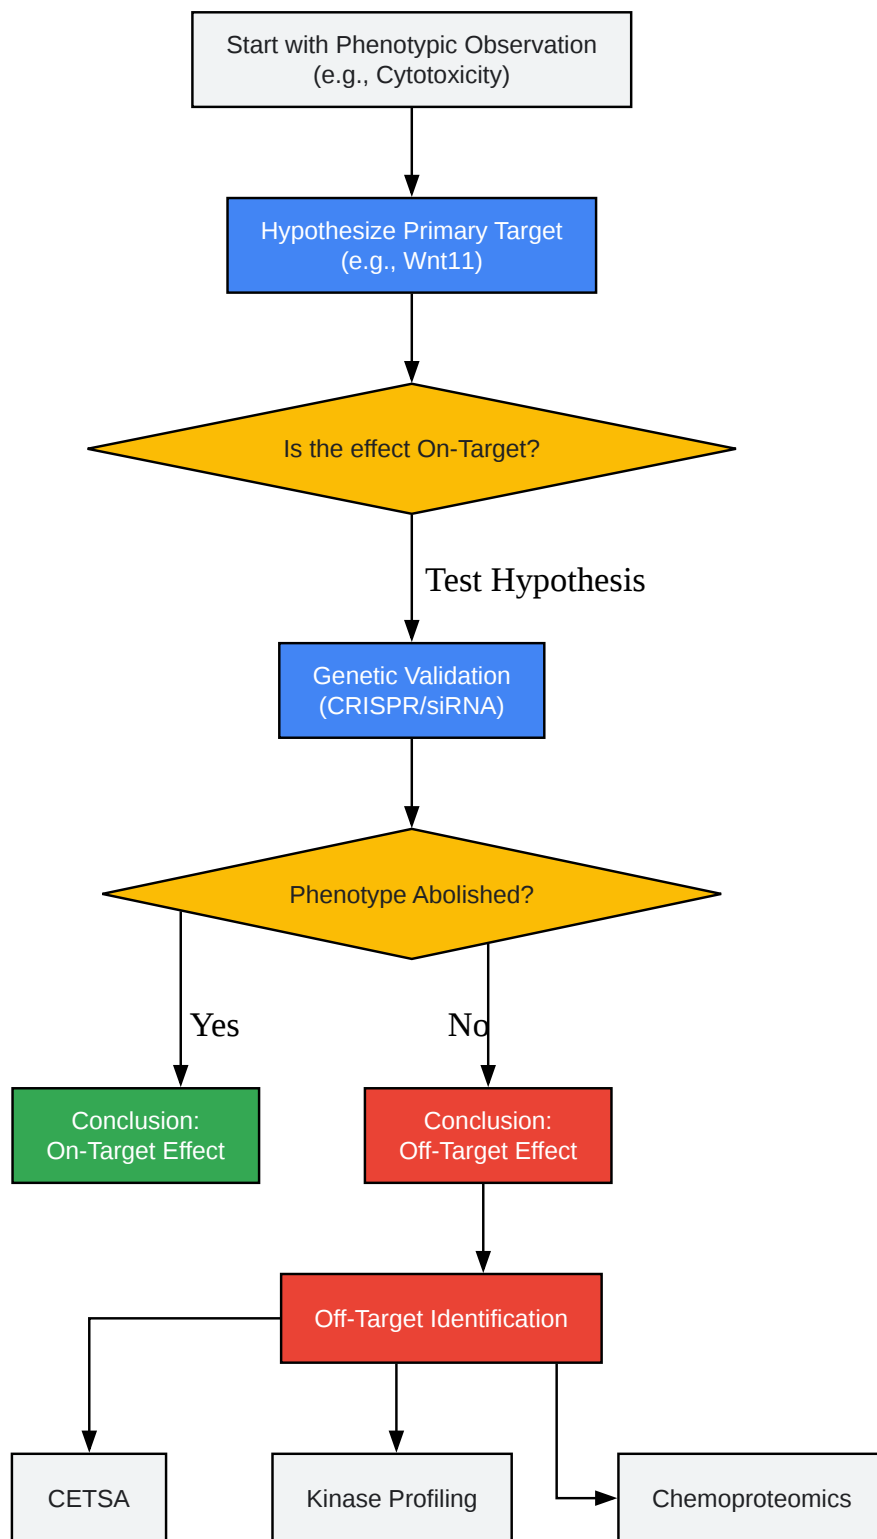 Start with Phenotypic Observation
(e.g., Cytotoxicity)
Hypothesize Primary Target
(e.g., Wnt11)
Is the effect On-Target?
Test Hypothesis
Genetic Validation
(CRISPR/siRNA)
Phenotype Abolished?
Yes
No
Conclusion:
On-Target Effect
Conclusion:
Off-Target Effect
Off-Target Identification
CETSA
Kinase Profiling
Chemoproteomics